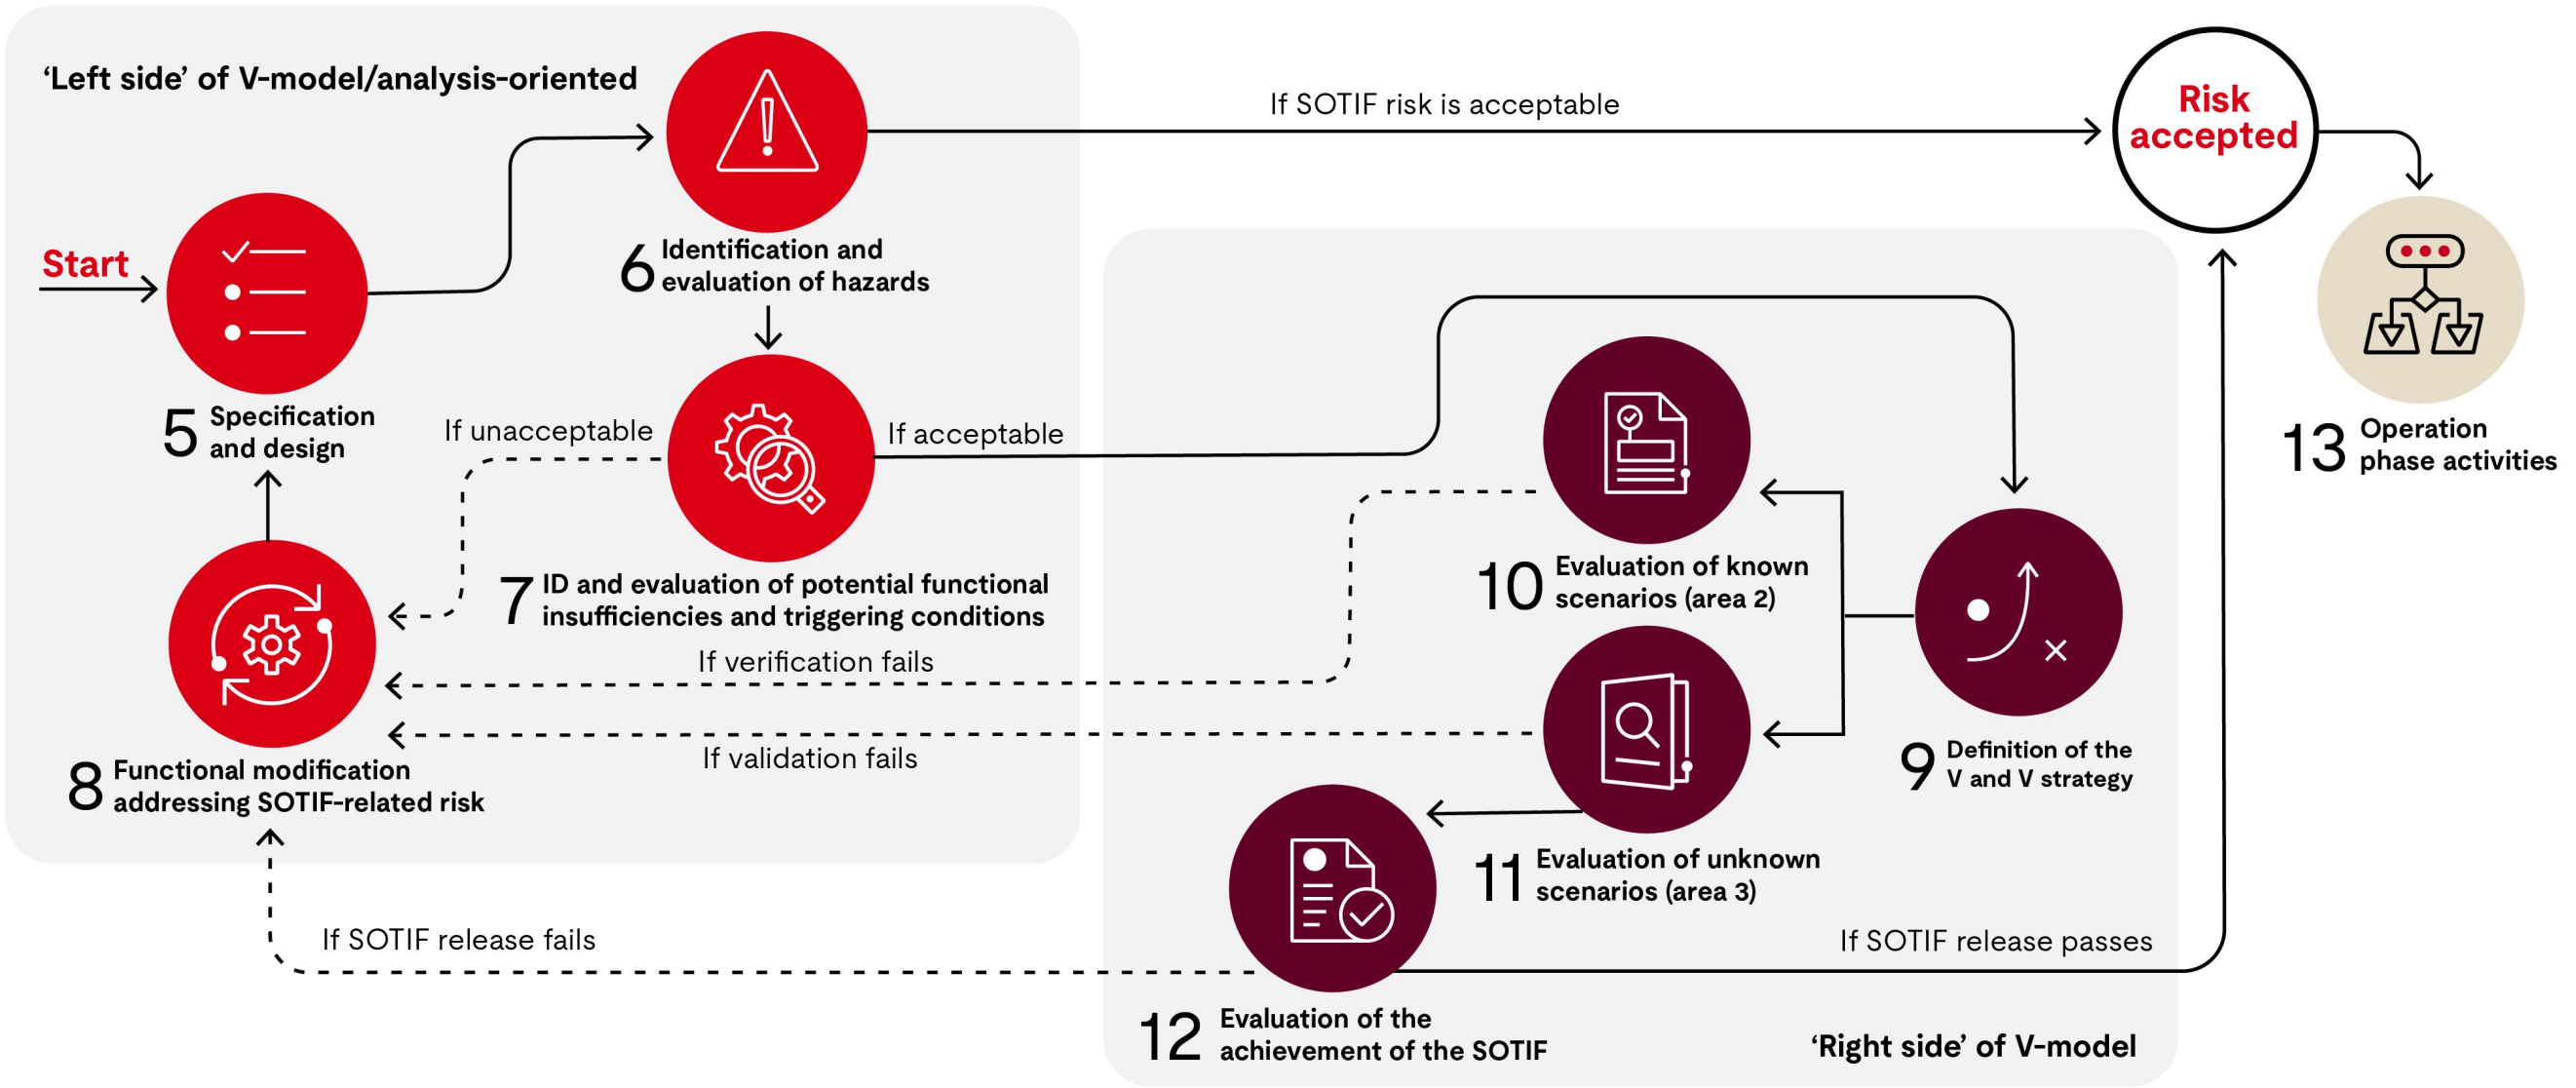 ‘Left side’ of V-model/analysis-oriented
If SOTIF risk is acceptable
Risk
accepted
Start
6 Identification and
evaluation of hazards
5 Specification
and design
If unacceptable
If acceptable
13 Operation
phase activities
7 ID and evaluation of potential functional
insufficiencies and triggering conditions
10 Evaluation of known
scenarios (area 2)
If verification fails
If validation fails
8 Functional modification
addressing SOTIF-related risk
9 Definition of the
V and V strategy
11 Evaluation of unknown
scenarios (area 3)
If SOTIF release fails
If SOTIF release passes
12 Evaluation of the
achievement of the SOTIF
‘Right side’ of V-model